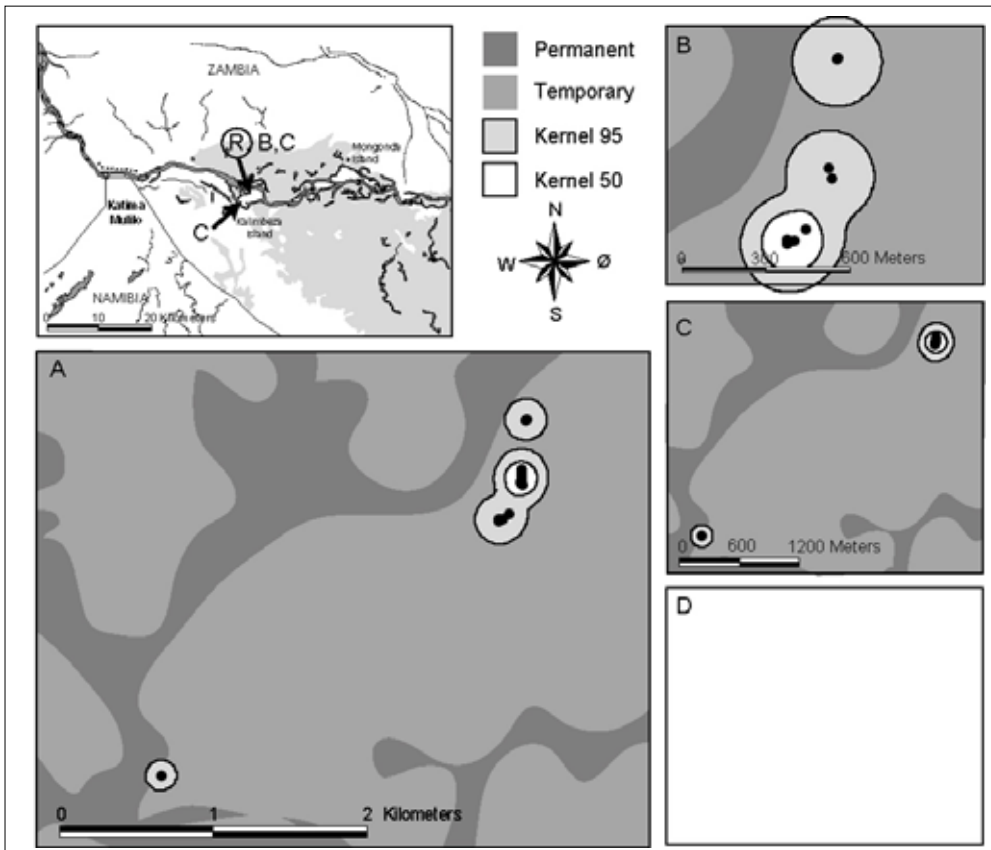 ZAMBIA
R B,C
Mongonda
Island
Katima
Mulilo
Kalimbeza
Island
C
NAMIBIA
0 10 20 Kilometers
Permanent
Temporary
Kernel 95
Kernel 50
N
W Ø
S
B
0 300 600 Meters
A
0 1 2 Kilometers
C
0 600 1200 Meters
D